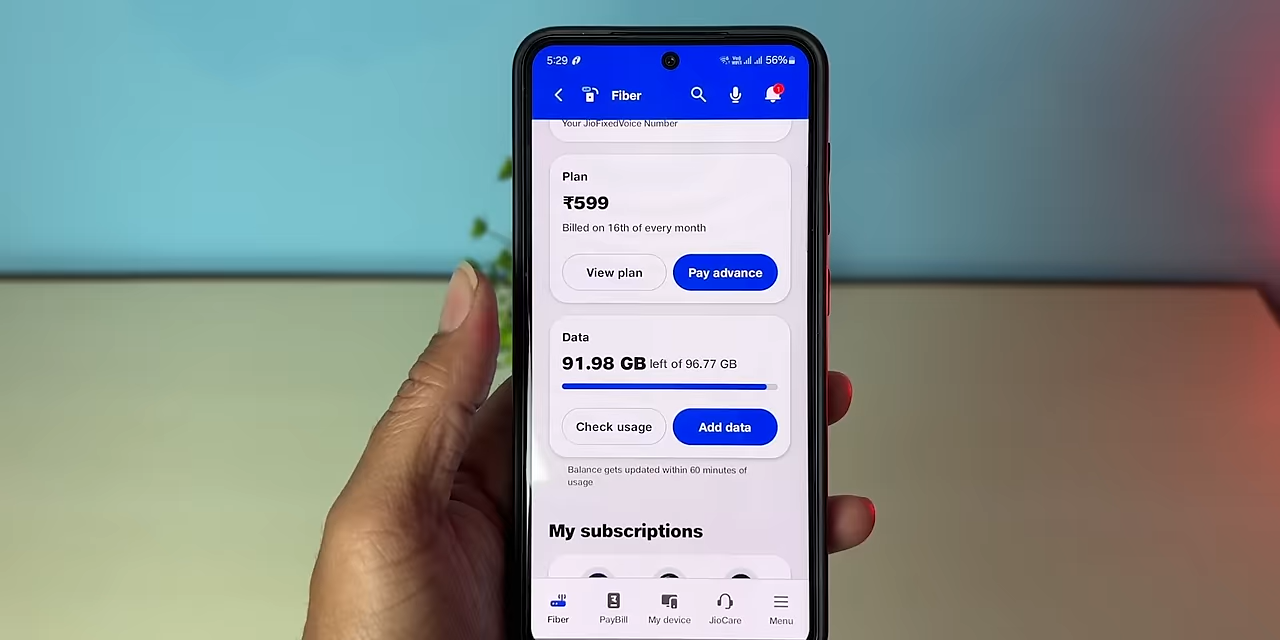 5:29 56%
Fiber 1
Your JioFixedVoice Number
Plan
₹599
Billed on 16th of every month
View plan Pay advance
Data
91.98 GB left of 96.77 GB
Check usage Add data
Balance gets updated within 60 minutes of
usage
My subscriptions
Fiber PayBill My device JioCare Menu